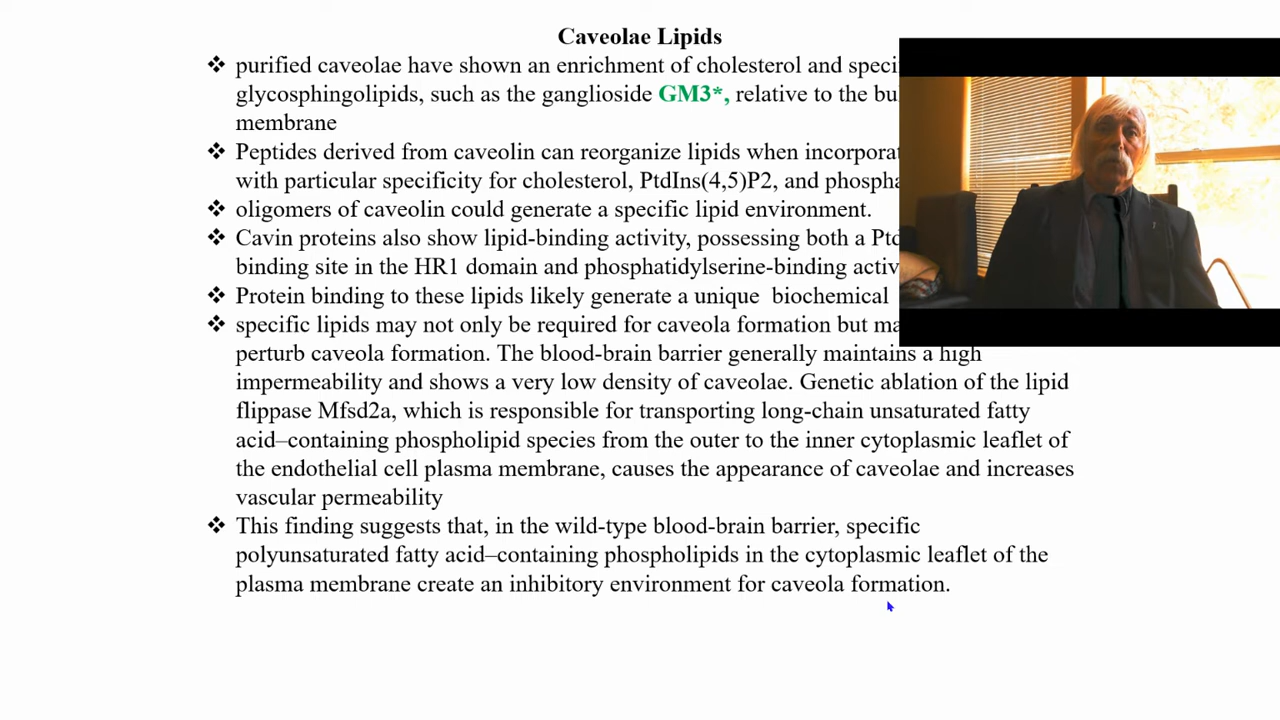 Caveolae Lipids
❖ purified caveolae have shown an enrichment of cholesterol and
glycosphingolipids, such as the ganglioside GM3*, relative to the
membrane
❖ Peptides derived from caveolin can reorganize lipids when
with particular specificity for cholesterol, PtdIns(4,5)P2, and
❖ oligomers of caveolin could generate a specific lipid environment.
❖ Cavin proteins also show lipid-binding activity, possessing both a
binding site in the HR1 domain and phosphatidylserine-binding
❖ Protein binding to these lipids likely generate a unique biochemical
❖ specific lipids may not only be required for caveola formation but
perturb caveola formation. The blood-brain barrier generally maintains a high
impermeability and shows a very low density of caveolae. Genetic ablation of the lipid
flippase Mfsd2a, which is responsible for transporting long-chain unsaturated fatty
acid–containing phospholipid species from the outer to the inner cytoplasmic leaflet of
the endothelial cell plasma membrane, causes the appearance of caveolae and increases
vascular permeability
❖ This finding suggests that, in the wild-type blood-brain barrier, specific
polyunsaturated fatty acid–containing phospholipids in the cytoplasmic leaflet of the
plasma membrane create an inhibitory environment for caveola formation.